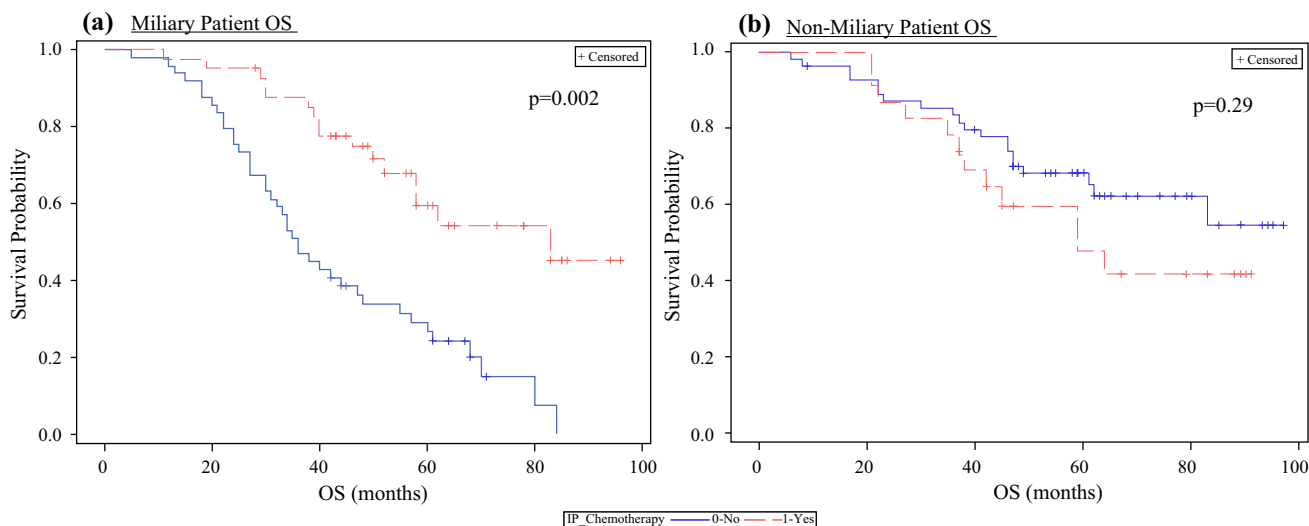 (a) Miliary Patient OS
(b) Non-Miliary Patient OS
+ Censored
p=0.002
Survival Probability
1.0
0.8
0.6
0.4
0.2
0.0
0 20 40 60 80 100
OS (months)
+ Censored
p=0.29
Survival Probability
1.0
0.8
0.6
0.4
0.2
0.0
0 20 40 60 80 100
OS (months)
IP_Chemotherapy 0-No 1-Yes